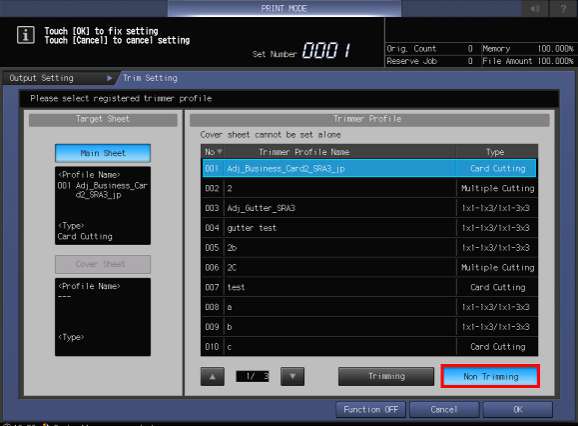 PRINT MODE
Touch [OK] to fix setting
Touch [Cancel] to cancel setting
Set Number 0001
Orig. Count 0 Memory 100.000%
Reserve Job 0 File Amount 100.000%
Output Setting Trim Setting
Please select registered trimmer profile
Target Sheet
Main Sheet
<Profile Name>
001 Adj_Business_Car
d2_SRA3_jp
<Type>
Card Cutting
Cover Sheet
<Profile Name>
---
<Type>
Trimmer Profile
Cover sheet cannot be set alone
No▼ Trimmer Profile Name Type
001 Adj_Business_Card2_SRA3_jp Card Cutting
002 2 Multiple Cutting
003 Adj_Gutter_SRA3 1x1-1x3/1x1-3x3
004 gutter test 1x1-1x3/1x1-3x3
005 2b 1x1-1x3/1x1-3x3
006 2C Multiple Cutting
007 test Card Cutting
008 a 1x1-1x3/1x1-3x3
009 b 1x1-1x3/1x1-3x3
010 c Card Cutting
1/ 3
Trimming
Non Trimming
Function OFF
Cancel
OK